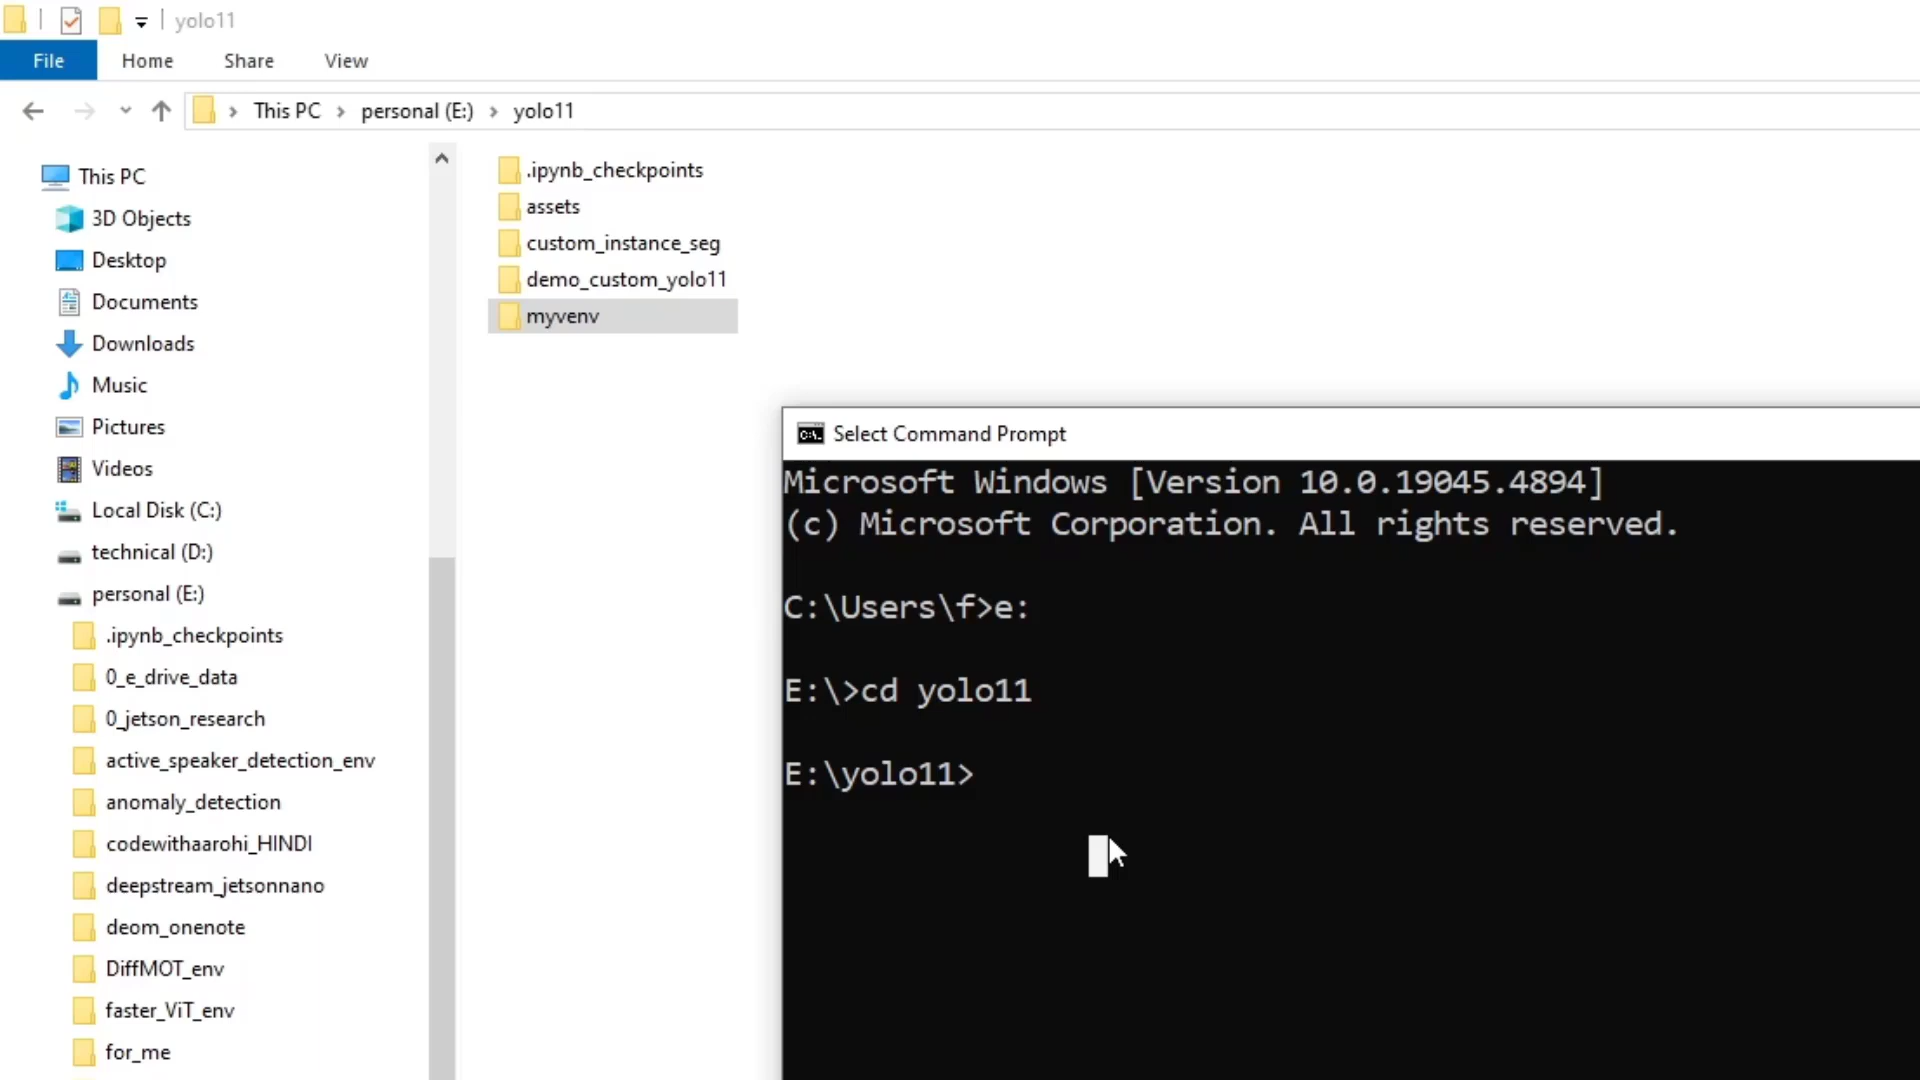 yolo11
File Home Share View
This PC personal (E:) yolo11
This PC
3D Objects
Desktop
Documents
Downloads
Music
Pictures
Videos
Local Disk (C:)
technical (D:)
personal (E:)
.ipynb_checkpoints
0_e_drive_data
0_jetson_research
active_speaker_detection_env
anomaly_detection
codewithaarohi_HINDI
deepstream_jetsonnano
deom_onenote
DiffMOT_env
faster_ViT_env
for_me
.ipynb_checkpoints
assets
custom_instance_seg
demo_custom_yolo11
myvenv
Select Command Prompt
Microsoft Windows [Version 10.0.19045.4894]
(c) Microsoft Corporation. All rights reserved.
C:\Users\f>e:
E:\>cd yolo11
E:\yolo11>